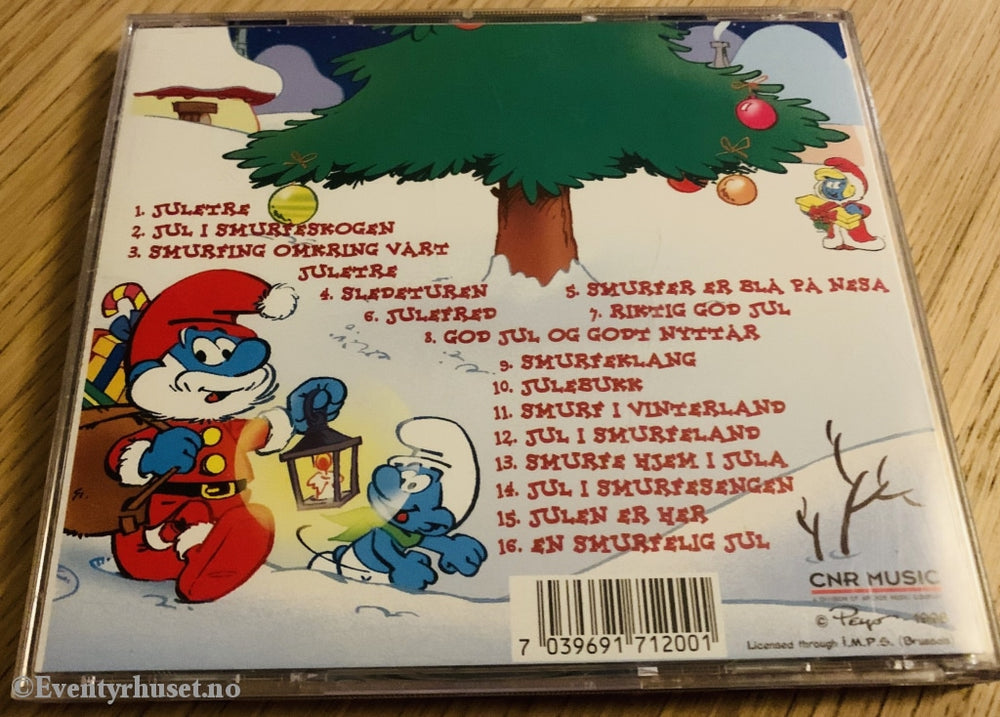 1. JULETRE
2. JUL I SMURFESKOGEN
3. SMURFING OMKRING VÅRT
JULETRE
4. SLEDETUREN
5. SMURFER ER BLÅ PÅ NESA
6. JULEFRED
7. RIKTIG GOD JUL
8. GOD JUL OG GODT NYTTÅR
9. SMURFEKLANG
10. JULEBUKK
11. SMURF I VINTERLAND
12. JUL I SMURFELAND
13. SMURFE HJEM I JULA
14. JUL I SMURFESENGEN
15. JULEN ER HER
16. EN SMURFELIG JUL
CNR MUSIC
© Peyo
Licensed through I.M.P.S. (Brussels)
7 039691 712001
©Eventyrhuset.no